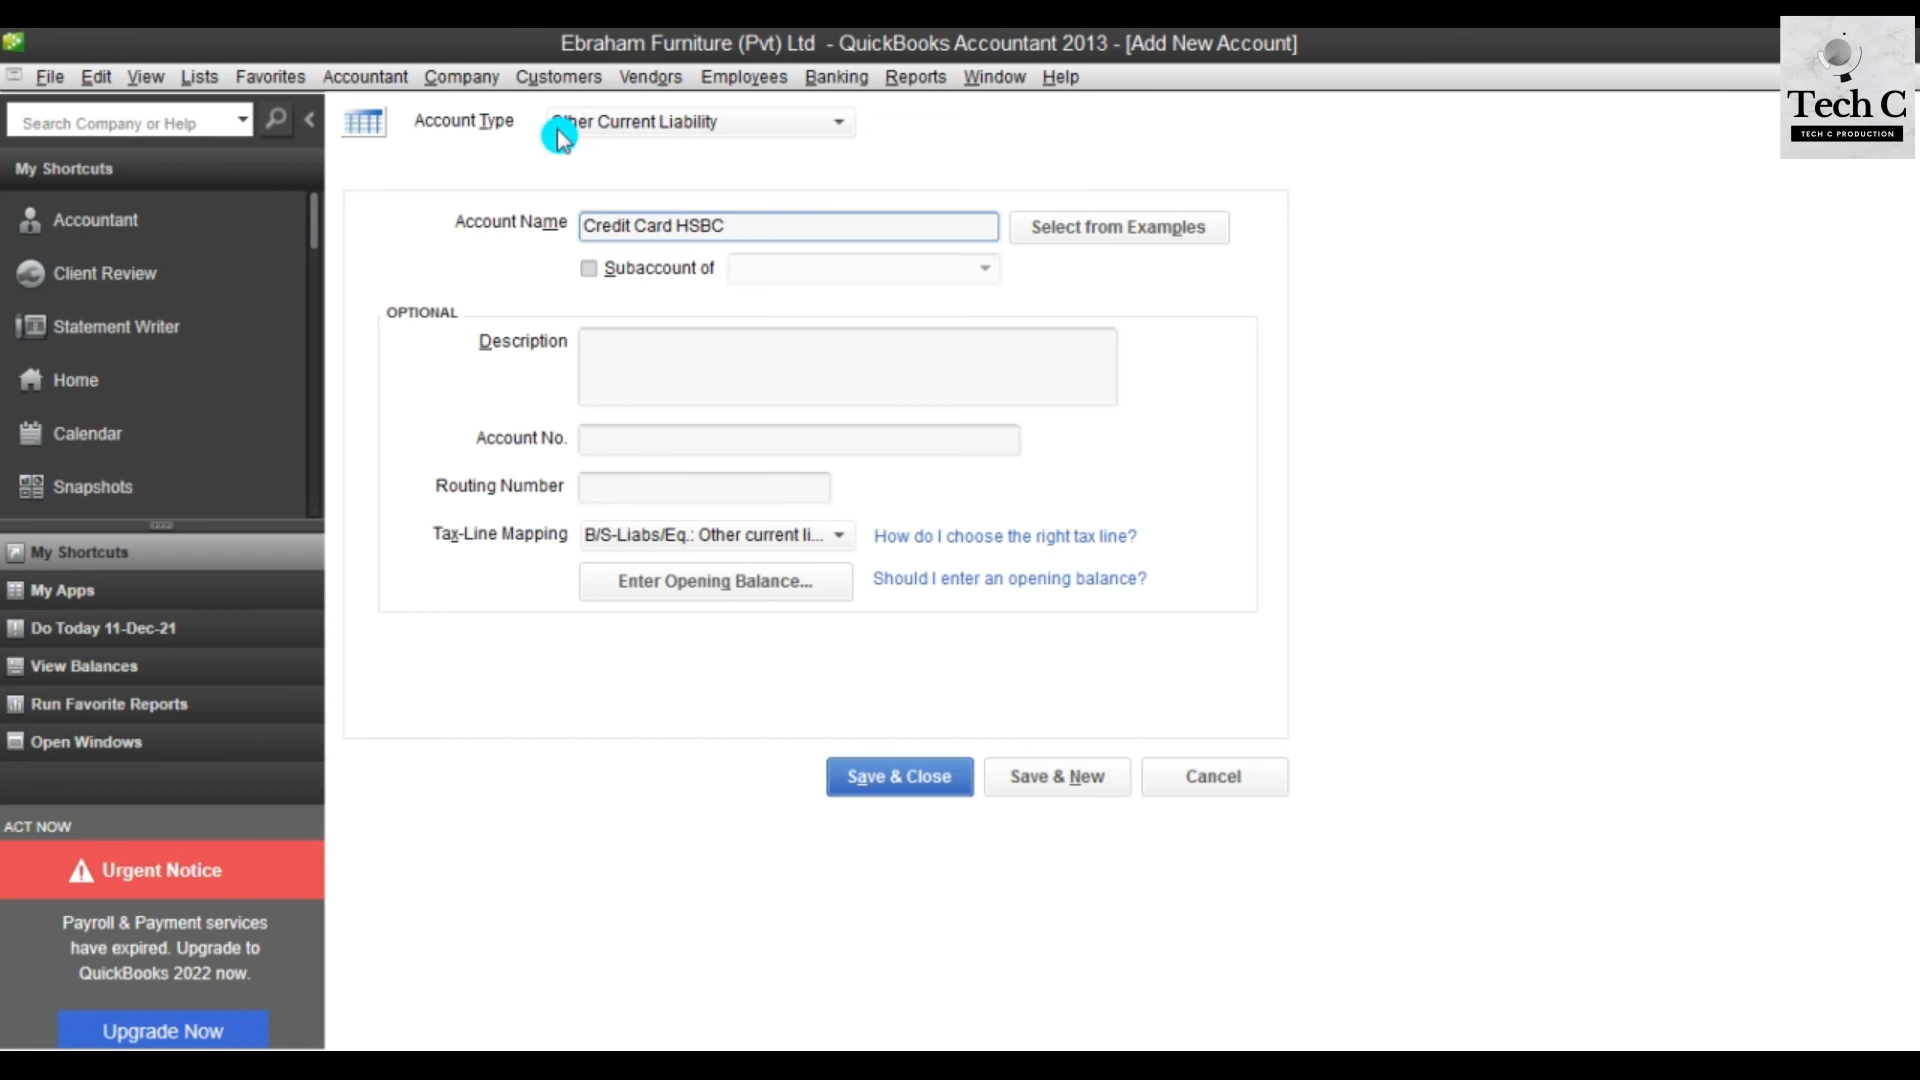 Ebraham Furniture (Pvt) Ltd - QuickBooks Accountant 2013 - [Add New Account]
File Edit View Lists Favorites Accountant Company Customers Vendors Employees Banking Reports Window Help
Tech C
TECH C PRODUCTION
Search Company or Help
Account Type
Other Current Liability
My Shortcuts
Accountant
Client Review
Statement Writer
Home
Calendar
Snapshots
My Shortcuts
My Apps
Do Today 11-Dec-21
View Balances
Run Favorite Reports
Open Windows
ACT NOW
Urgent Notice
Payroll & Payment services
have expired. Upgrade to
QuickBooks 2022 now.
Upgrade Now
Account Name Credit Card HSBC Select from Examples
Subaccount of
OPTIONAL
Description
Account No.
Routing Number
Tax-Line Mapping B/S-Liabs/Eq.: Other current li... How do I choose the right tax line?
Enter Opening Balance... Should I enter an opening balance?
Save & Close Save & New Cancel